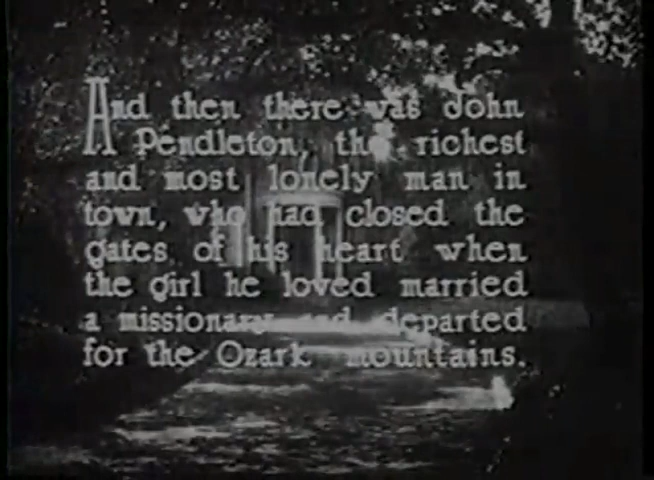 And then there was John
Pendleton, the richest
and most lonely man in
town, who had closed the
gates of his heart when
the girl he loved married
a missionary and departed
for the Ozark mountains.